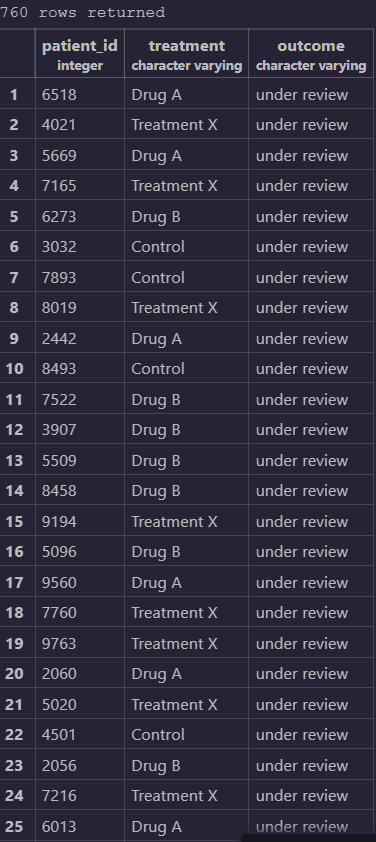 760 rows returned
patient_id treatment outcome
integer character varying character varying
1 6518 Drug A under review
2 4021 Treatment X under review
3 5669 Drug A under review
4 7165 Treatment X under review
5 6273 Drug B under review
6 3032 Control under review
7 7893 Control under review
8 8019 Treatment X under review
9 2442 Drug A under review
10 8493 Control under review
11 7522 Drug B under review
12 3907 Drug B under review
13 5509 Drug B under review
14 8458 Drug B under review
15 9194 Treatment X under review
16 5096 Drug B under review
17 9560 Drug A under review
18 7760 Treatment X under review
19 9763 Treatment X under review
20 2060 Drug A under review
21 5020 Treatment X under review
22 4501 Control under review
23 2056 Drug B under review
24 7216 Treatment X under review
25 6013 Drug A under review